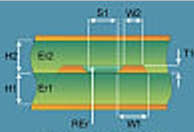 S1 W2
H2 Er2 T1
H1 Er1
REr W1